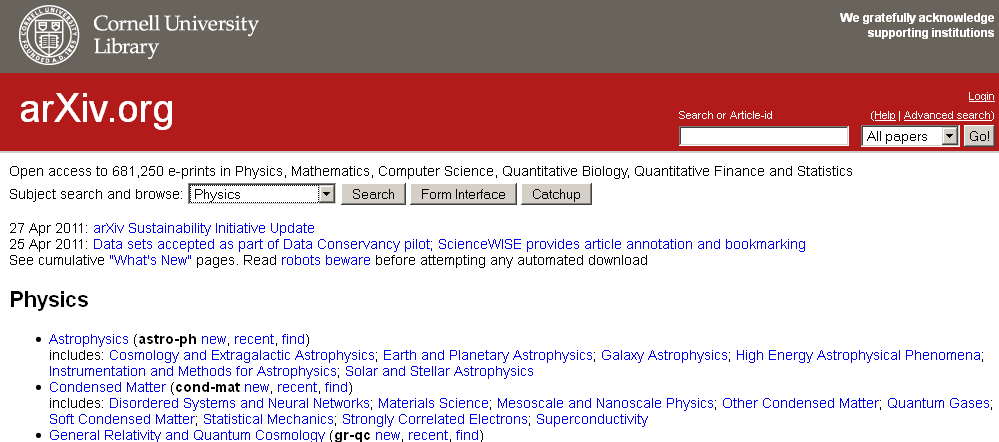 CORNELL UNIVERSITY
FOUNDED A.D. 1865
Cornell University
Library
We gratefully acknowledge
supporting institutions
arXiv.org
Login
Search or Article-id
(Help | Advanced search)
All papers
Go!
Open access to 681,250 e-prints in Physics, Mathematics, Computer Science, Quantitative Biology, Quantitative Finance and Statistics
Subject search and browse: Physics Search Form Interface Catchup
27 Apr 2011: arXiv Sustainability Initiative Update
25 Apr 2011: Data sets accepted as part of Data Conservancy pilot; ScienceWISE provides article annotation and bookmarking
See cumulative "What's New" pages. Read robots beware before attempting any automated download
Physics
• Astrophysics (astro-ph new, recent, find)
includes: Cosmology and Extragalactic Astrophysics; Earth and Planetary Astrophysics; Galaxy Astrophysics; High Energy Astrophysical Phenomena;
Instrumentation and Methods for Astrophysics; Solar and Stellar Astrophysics
• Condensed Matter (cond-mat new, recent, find)
includes: Disordered Systems and Neural Networks; Materials Science; Mesoscale and Nanoscale Physics; Other Condensed Matter; Quantum Gases;
Soft Condensed Matter; Statistical Mechanics; Strongly Correlated Electrons; Superconductivity
• General Relativity and Quantum Cosmology (gr-qc new, recent, find)